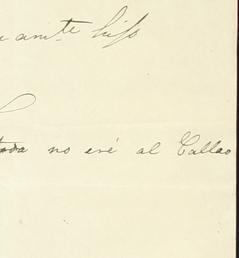 amte hijo
toda no iré al Callao